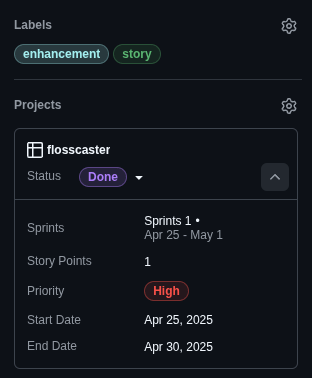 Labels
enhancement story
Projects
flosscaster
Status Done
Sprints Sprints 1 •
Apr 25 - May 1
Story Points 1
Priority High
Start Date Apr 25, 2025
End Date Apr 30, 2025